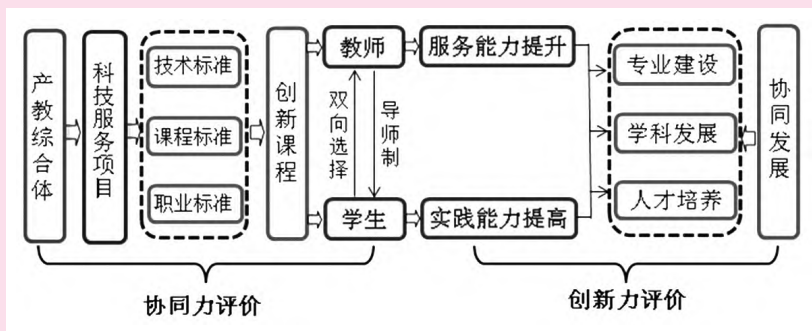 产教综合体
科技服务项目
技术标准
课程标准
职业标准
创新课程
教师
双向选择
导师制
学生
服务能力提升
实践能力提高
专业建设
学科发展
人才培养
协同发展
协同力评价
创新力评价